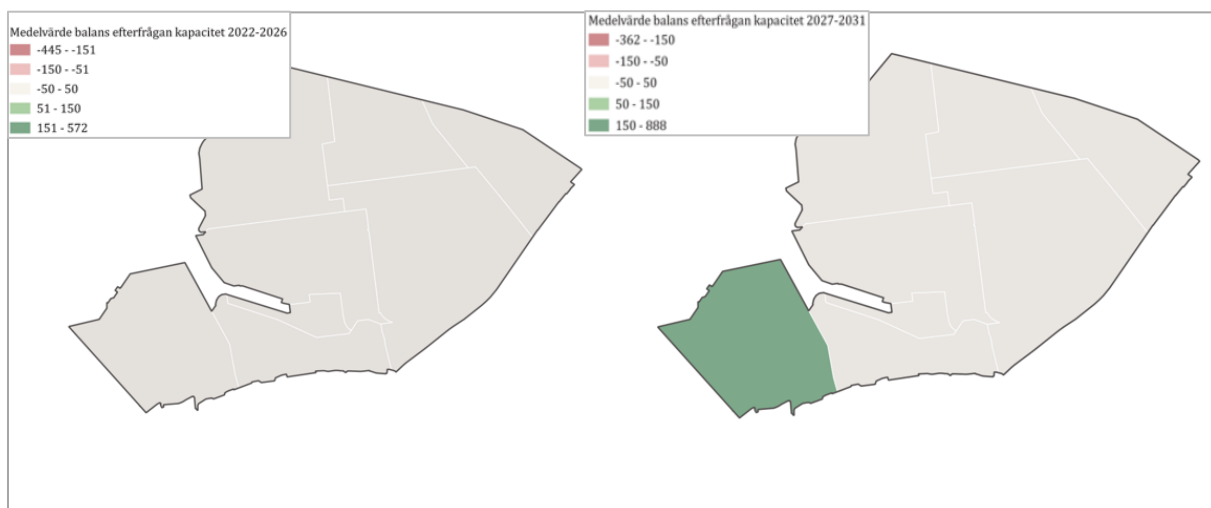 Medelvärde balans efterfrågan kapacitet 2022-2026
-445 - -151
-150 - -51
-50 - 50
51 - 150
151 - 572
Medelvärde balans efterfrågan kapacitet 2027-2031
-362 - -150
-150 - -50
-50 - 50
50 - 150
150 - 888